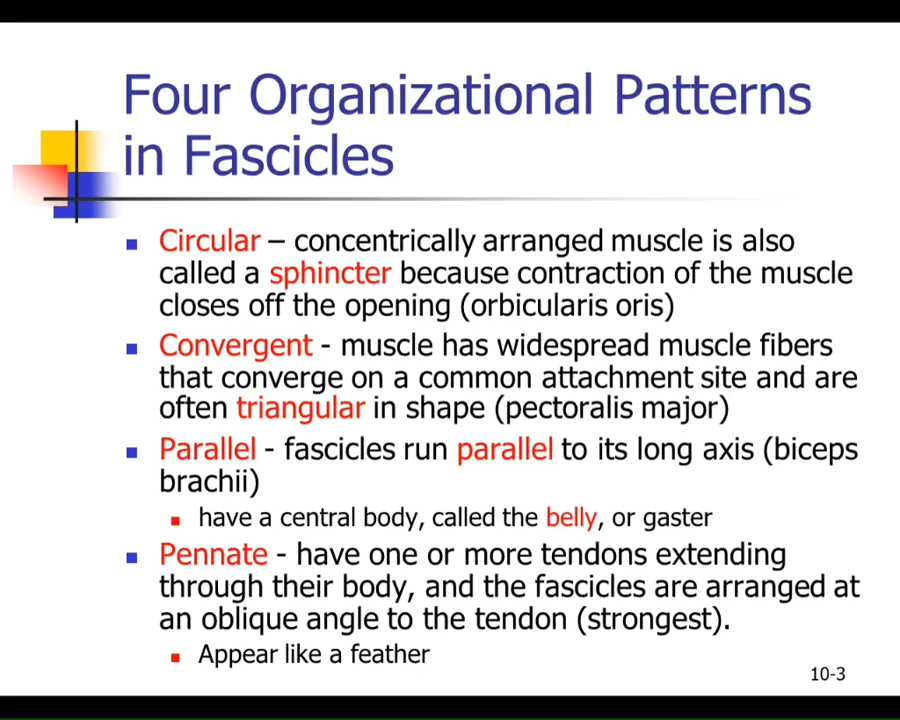 Four Organizational Patterns
in Fascicles
Circular – concentrically arranged muscle is also
called a sphincter because contraction of the muscle
closes off the opening (orbicularis oris)
Convergent - muscle has widespread muscle fibers
that converge on a common attachment site and are
often triangular in shape (pectoralis major)
Parallel - fascicles run parallel to its long axis (biceps
brachii)
have a central body, called the belly, or gaster
Pennate - have one or more tendons extending
through their body, and the fascicles are arranged at
an oblique angle to the tendon (strongest).
Appear like a feather
10-3